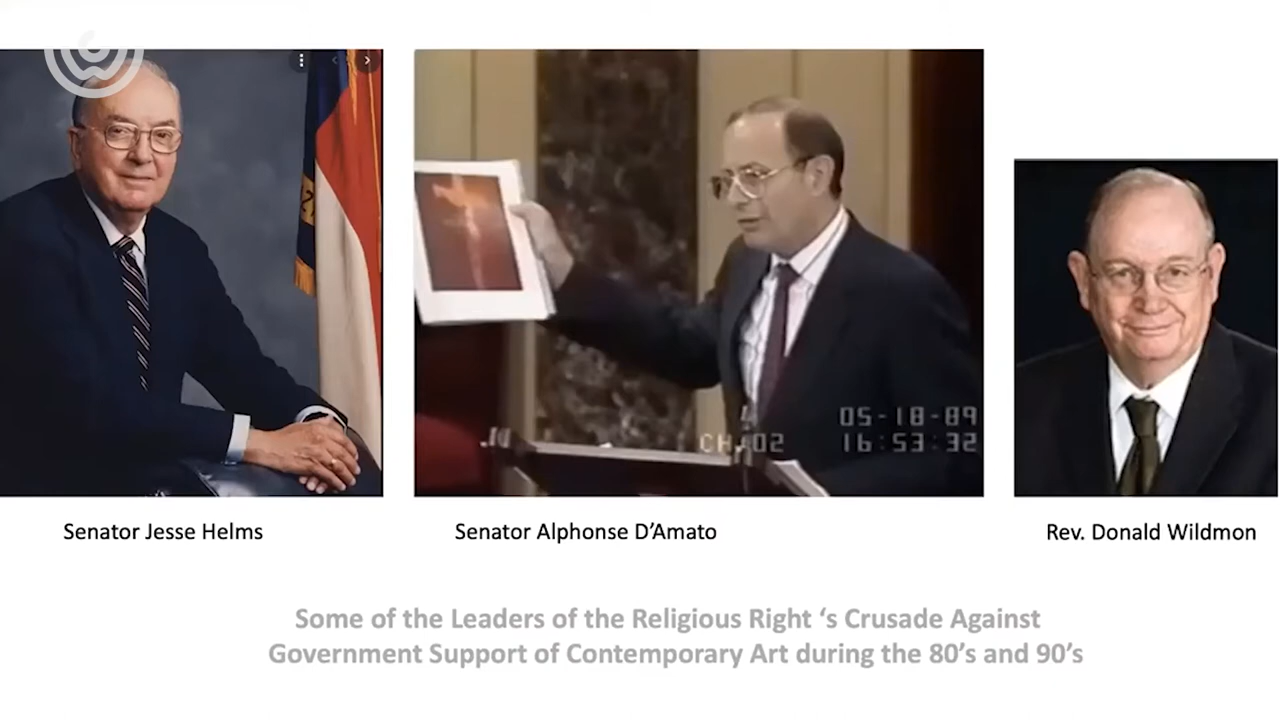 05-18-89
CH-02 16:53:32
Senator Jesse Helms
Senator Alphonse D’Amato
Rev. Donald Wildmon
Some of the Leaders of the Religious Right ‘s Crusade Against
Government Support of Contemporary Art during the 80’s and 90’s